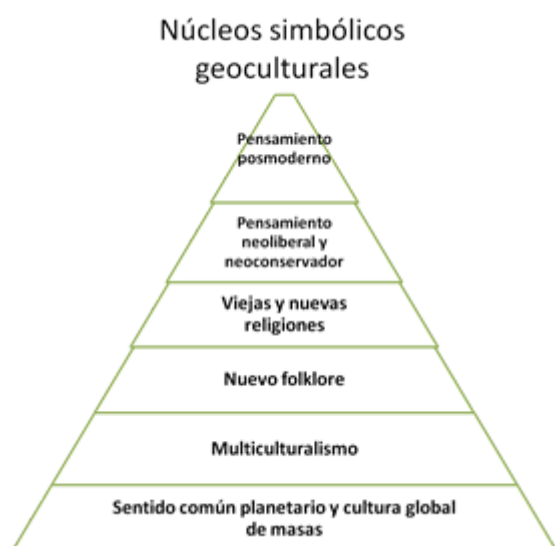 Núcleos simbólicos
geoculturales
Pensamiento
posmoderno
Pensamiento
neoliberal y
neoconservador
Viejas y nuevas
religiones
Nuevo folklore
Multiculturalismo
Sentido común planetario y cultura global
de masas